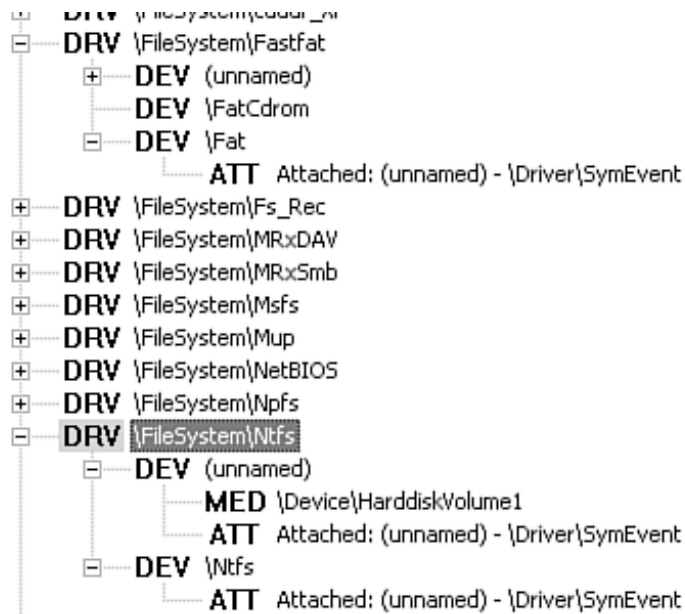 DRV \FileSystem\Fastfat
DEV (unnamed)
DEV \FatCdrom
DEV \Fat
ATT Attached: (unnamed) - \Driver\SymEvent
DRV \FileSystem\Fs_Rec
DRV \FileSystem\MRxDAV
DRV \FileSystem\MRxSmb
DRV \FileSystem\Msfs
DRV \FileSystem\Mup
DRV \FileSystem\NetBIOS
DRV \FileSystem\Npfs
DRV \FileSystem\Ntfs
DEV (unnamed)
MED \Device\HarddiskVolume1
ATT Attached: (unnamed) - \Driver\SymEvent
DEV \Ntfs
ATT Attached: (unnamed) - \Driver\SymEvent